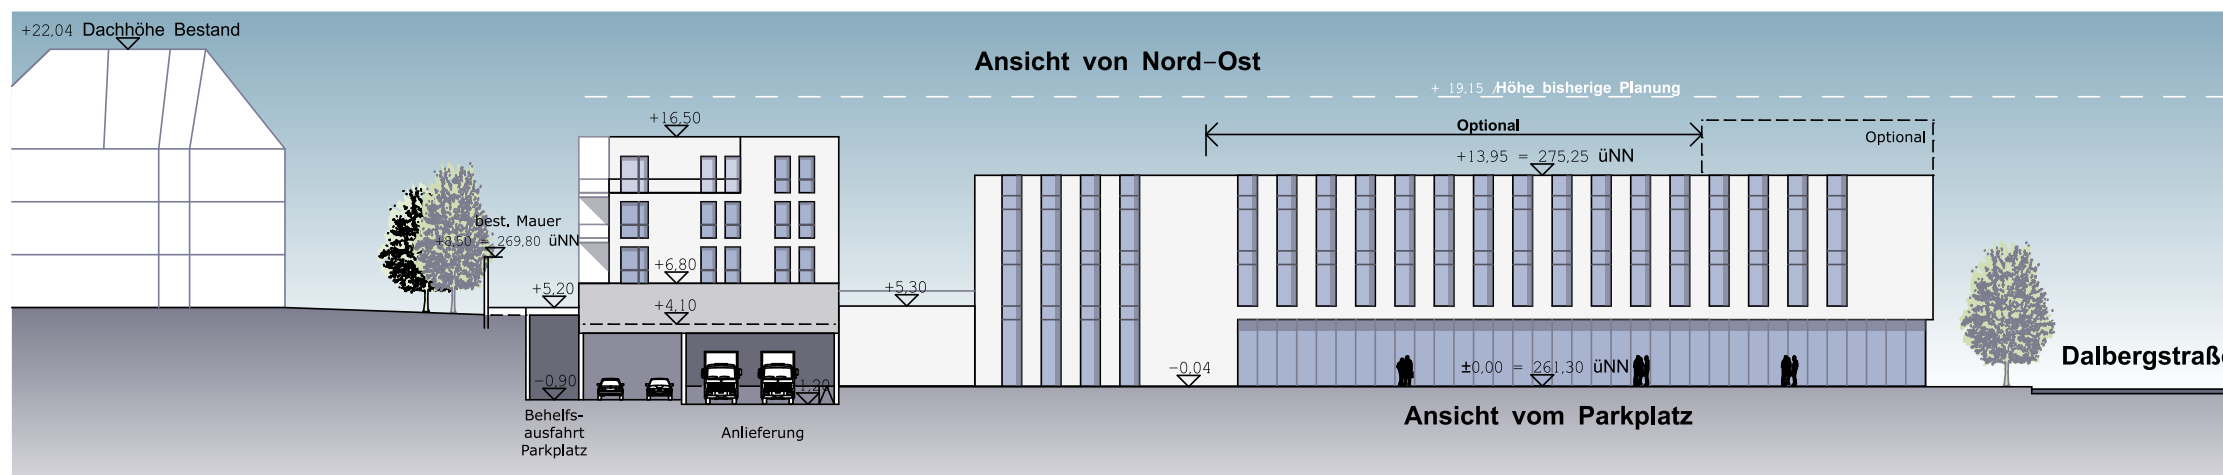 +22,04 Dachhöhe Bestand
Ansicht von Nord-Ost
+ 19,15 /Höhe bisherige Planung
+16,50
Optional
Optional
+13,95 = 275,25 üNN
best. Mauer
+8,50 = 269,80 üNN
+6,80
+5,20
+5,30
+4,10
-0,04
±0,00 = 261,30 üNN
Dalbergstraße
-0,90
-1,20
Behelfs-
ausfahrt
Parkplatz
Anlieferung
Ansicht vom Parkplatz